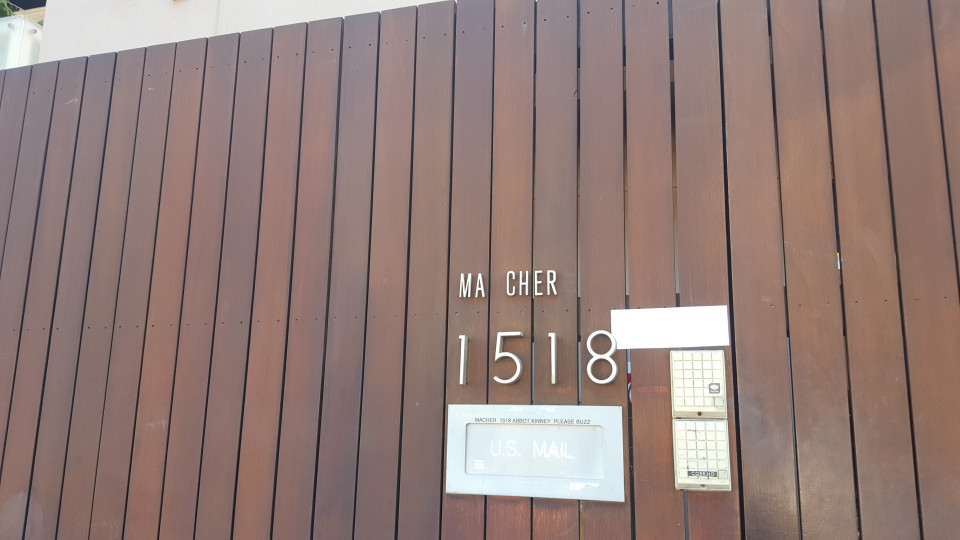 MA CHER
1518
MACHER 1518 ABBOT KINNEY PLEASE BUZZ
U.S. MAIL